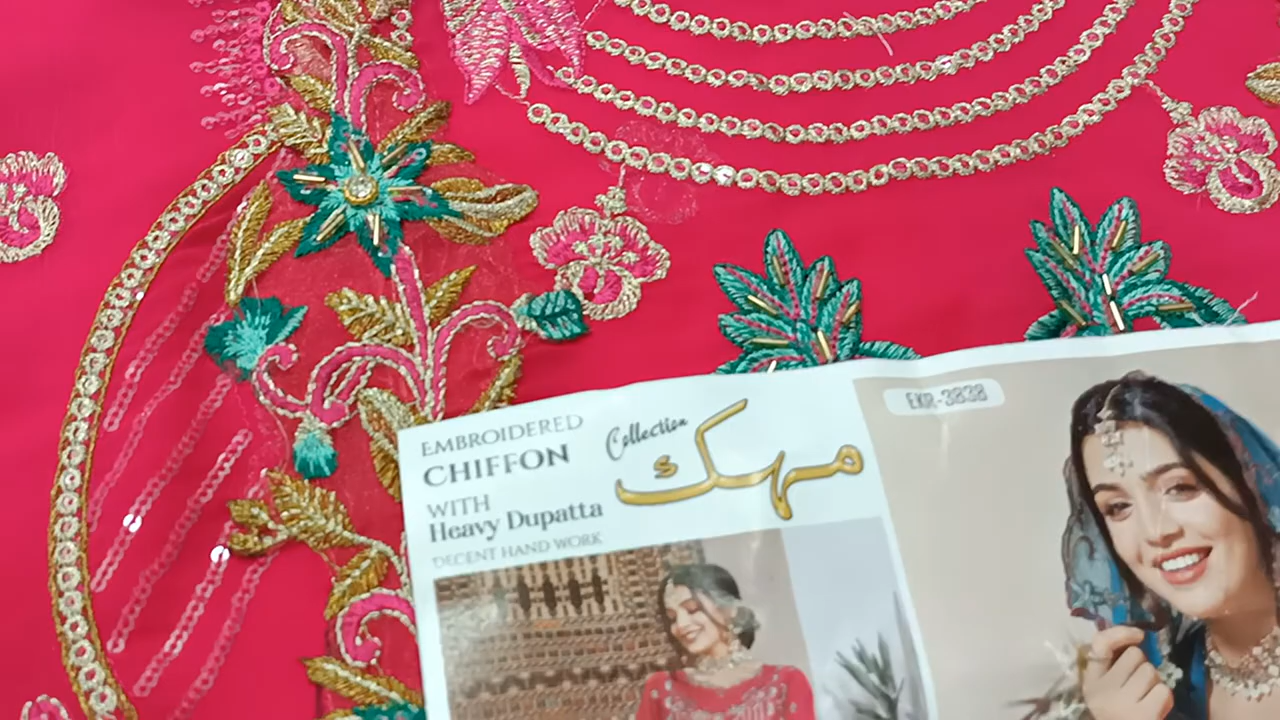 EMBROIDERED
CHIFFON
WITH
Heavy Dupatta
DECENT HAND WORK
Collection
مہک
EKR-3838